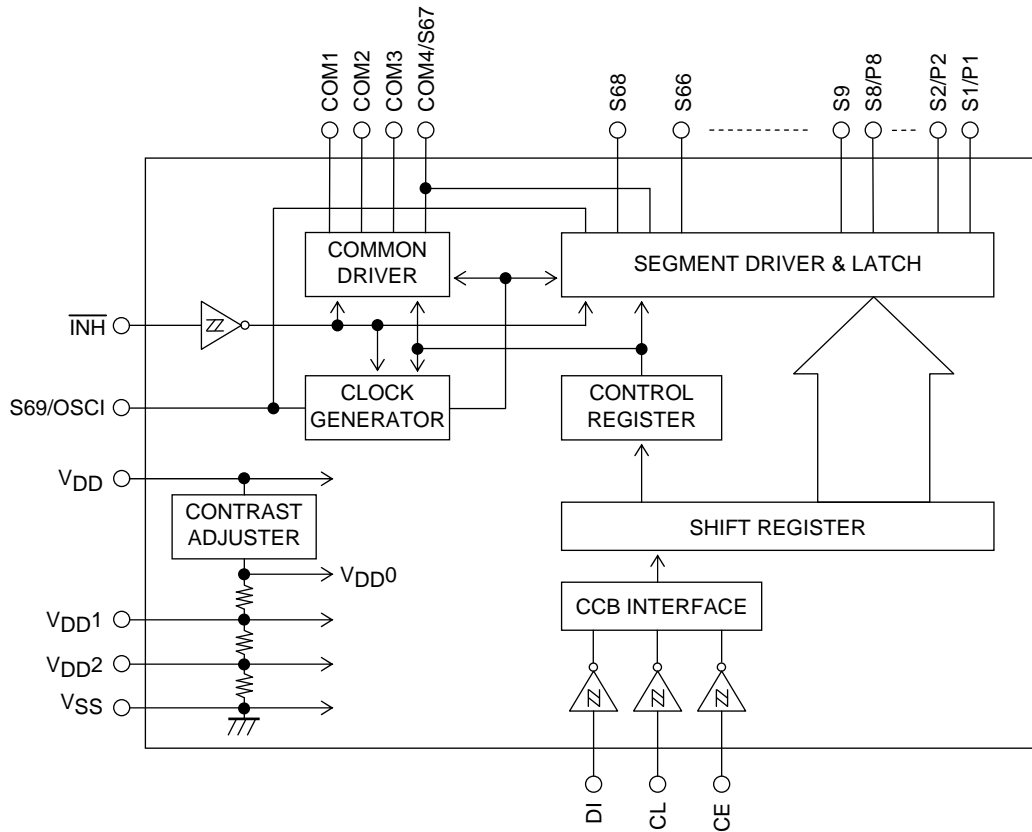 COM1
COM2
COM3
COM4/S67
S68
S66
S9
S8/P8
S2/P2
S1/P1
COMMON
DRIVER
SEGMENT DRIVER & LATCH
INH
S69/OSCI
CLOCK
GENERATOR
CONTROL
REGISTER
VDD
CONTRAST
ADJUSTER
SHIFT REGISTER
VDD0
CCB INTERFACE
VDD1
VDD2
VSS
DI
CL
CE